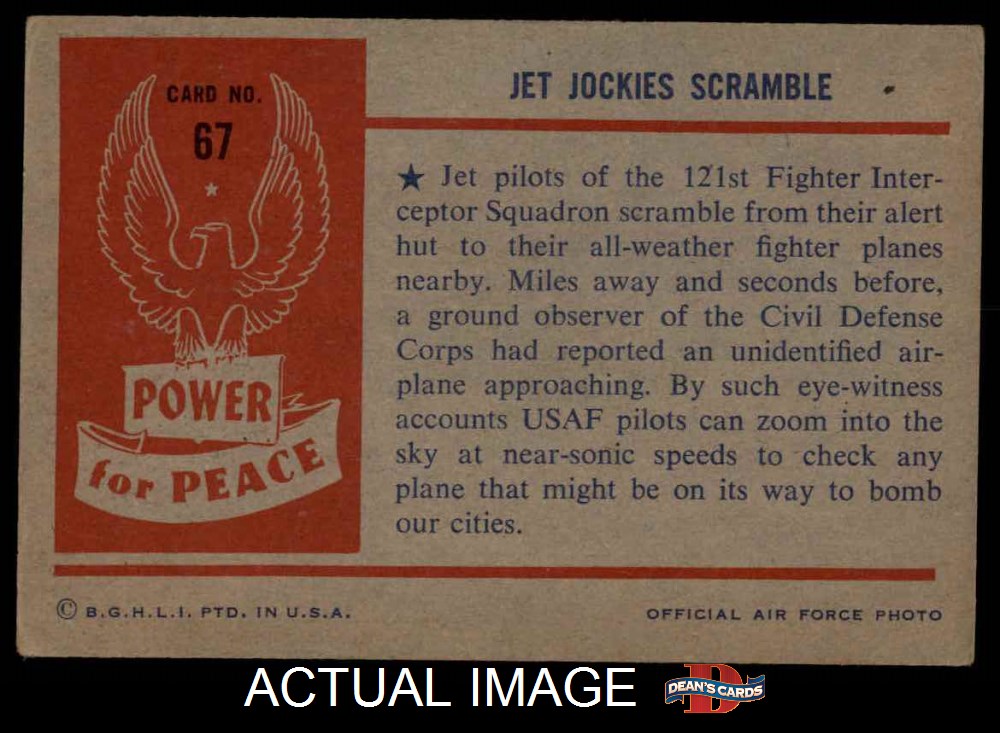 CARD NO.
67
POWER
for PEACE
JET JOCKIES SCRAMBLE
★ Jet pilots of the 121st Fighter Inter-
ceptor Squadron scramble from their alert
hut to their all-weather fighter planes
nearby. Miles away and seconds before,
a ground observer of the Civil Defense
Corps had reported an unidentified air-
plane approaching. By such eye-witness
accounts USAF pilots can zoom into the
sky at near-sonic speeds to check any
plane that might be on its way to bomb
our cities.
© B.G.H.L.I. PTD. IN U.S.A.
OFFICIAL AIR FORCE PHOTO
ACTUAL IMAGE
D
DEAN'S CARDS